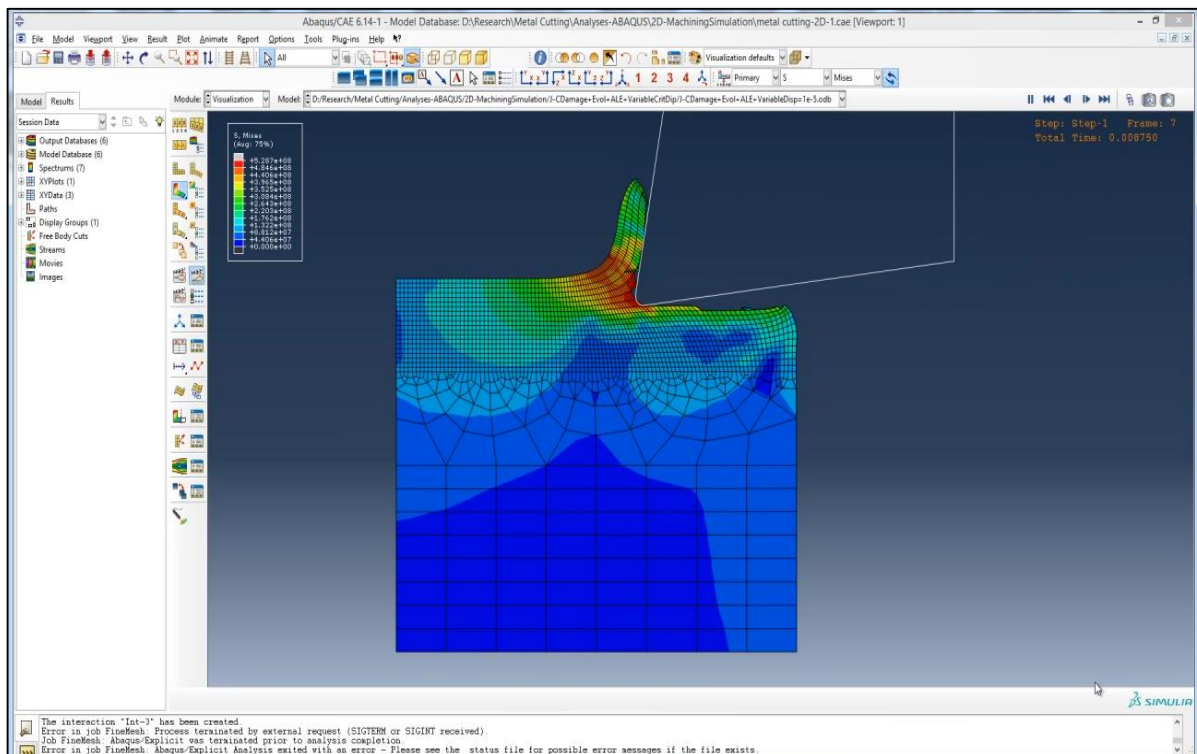 Abaqus/CAE 6.14-1 - Model Database: D:\Research\Metal Cutting\Analyses-ABAQUS\2D-MachiningSimulation\metal cutting-2D-1.cae [Viewport: 1]
File Model Viewport View Result Plot Animate Report Options Tools Plug-ins Help
All Visualization defaults
1 2 3 4 Primary S Mises
Model Results Module: Visualization Model: D:/Research/Metal Cutting/Analyses-ABAQUS/2D-MachiningSimulation/J-CDamage+Evol+ALE+VariableCritDip/J-CDamage+Evol+ALE+VariableDisp=1e-5.odb
Session Data
Output Databases (6)
Model Database (6)
Spectrums (7)
XYPlots (1)
XYData (3)
Paths
Display Groups (1)
Free Body Cuts
Streams
Movies
Images
S, Mises
(Avg: 75%)
+5.287e+08
+4.846e+08
+4.406e+08
+3.965e+08
+3.525e+08
+3.084e+08
+2.643e+08
+2.203e+08
+1.762e+08
+1.322e+08
+8.812e+07
+4.406e+07
+0.000e+00
Step: Step-1 Frame: 7
Total Time: 0.008750
SIMULIA
The interaction "Int-3" has been created.
Error in job FineMesh: Process terminated by external request (SIGTERM or SIGINT received).
Job FineMesh: Abaqus/Explicit was terminated prior to analysis completion.
Error in job FineMesh: Abaqus/Explicit Analysis exited with an error - Please see the status file for possible error messages if the file exists.